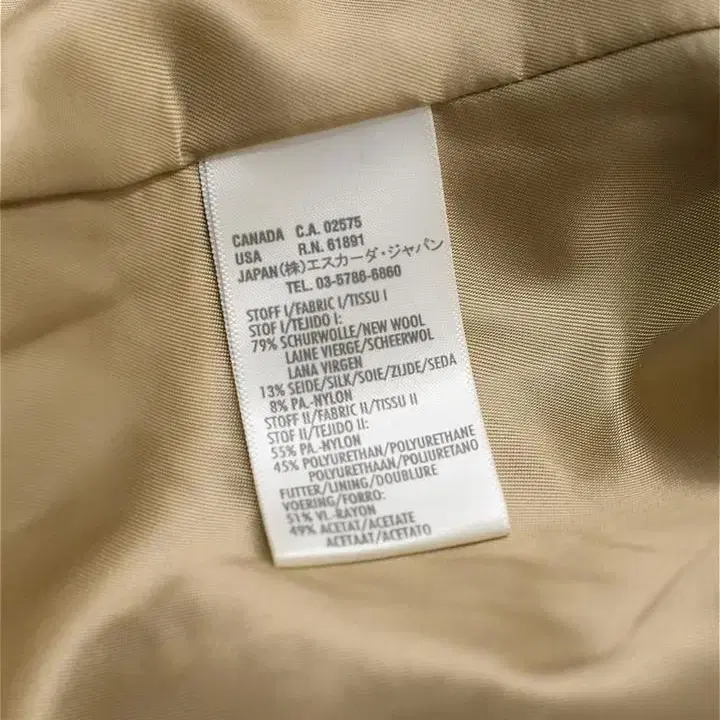 CANADA C.A. 02575
USA R.N. 61891
JAPAN(株)エスカーダ・ジャパン
TEL. 03-5786-6860
STOFF I/FABRIC I/TISSU I
STOF I/TEJIDO I:
79% SCHURWOLLE/NEW WOOL
LAINE VIERGE/SCHEERWOL
LANA VIRGEN
13% SEIDE/SILK/SOIE/ZIJDE/SEDA
8% PA.-NYLON
STOFF II/FABRIC II/TISSU II
STOF II/TEJIDO II:
55% PA.-NYLON
45% POLYURETHAN/POLYURETHANE
POLYURETHAAN/POLIURETANO
FUTTER/LINING/DOUBLURE
VOERING/FORRO:
51% VI.-RAYON
49% ACETAT/ACETATE
ACETAAT/ACETATO